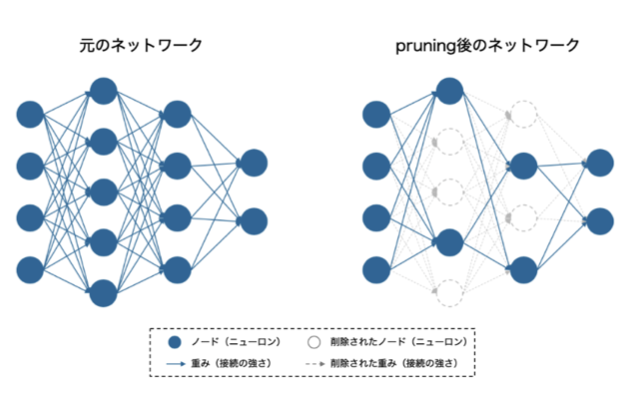 元のネットワーク
pruning後のネットワーク
ノード（ニューロン）
削除されたノード（ニューロン）
重み（接続の強さ）
削除された重み（接続の強さ）